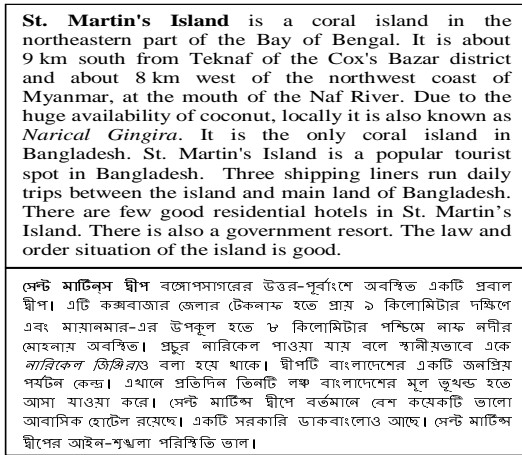 St. Martin's Island is a coral island in the
northeastern part of the Bay of Bengal. It is about
9 km south from Teknaf of the Cox's Bazar district
and about 8 km west of the northwest coast of
Myanmar, at the mouth of the Naf River. Due to the
huge availability of coconut, locally it is also known as
Narical Gingira. It is the only coral island in
Bangladesh. St. Martin's Island is a popular tourist
spot in Bangladesh. Three shipping liners run daily
trips between the island and main land of Bangladesh.
There are few good residential hotels in St. Martin’s
Island. There is also a government resort. The law and
order situation of the island is good.
সেন্ট মার্টিনস দ্বীপ বঙ্গোপসাগরের উত্তর-পূর্বাংশে অবস্থিত একটি প্রবাল
দ্বীপ। এটি কক্সবাজার জেলার টেকনাফ হতে প্রায় ৯ কিলোমিটার দক্ষিণে
এবং মায়ানমার-এর উপকূল হতে ৮ কিলোমিটার পশ্চিমে নাফ নদীর
মোহনায় অবস্থিত। প্রচুর নারিকেল পাওয়া যায় বলে স্থানীয়ভাবে একে
নারিকেল জিঞ্জিরাও বলা হয়ে থাকে। দ্বীপটি বাংলাদেশের একটি জনপ্রিয়
পর্যটন কেন্দ্র। এখানে প্রতিদিন তিনটি লঞ্চ বাংলাদেশের মূল ভূখন্ড হতে
আসা যাওয়া করে। সেন্ট মার্টিন্স দ্বীপে বর্তমানে বেশ কয়েকটি ভালো
আবাসিক হোটেল রয়েছে। একটি সরকারি ডাকবাংলোও আছে। সেন্ট মার্টিন্স
দ্বীপের আইন-শৃঙ্খলা পরিস্থিতি ভাল।